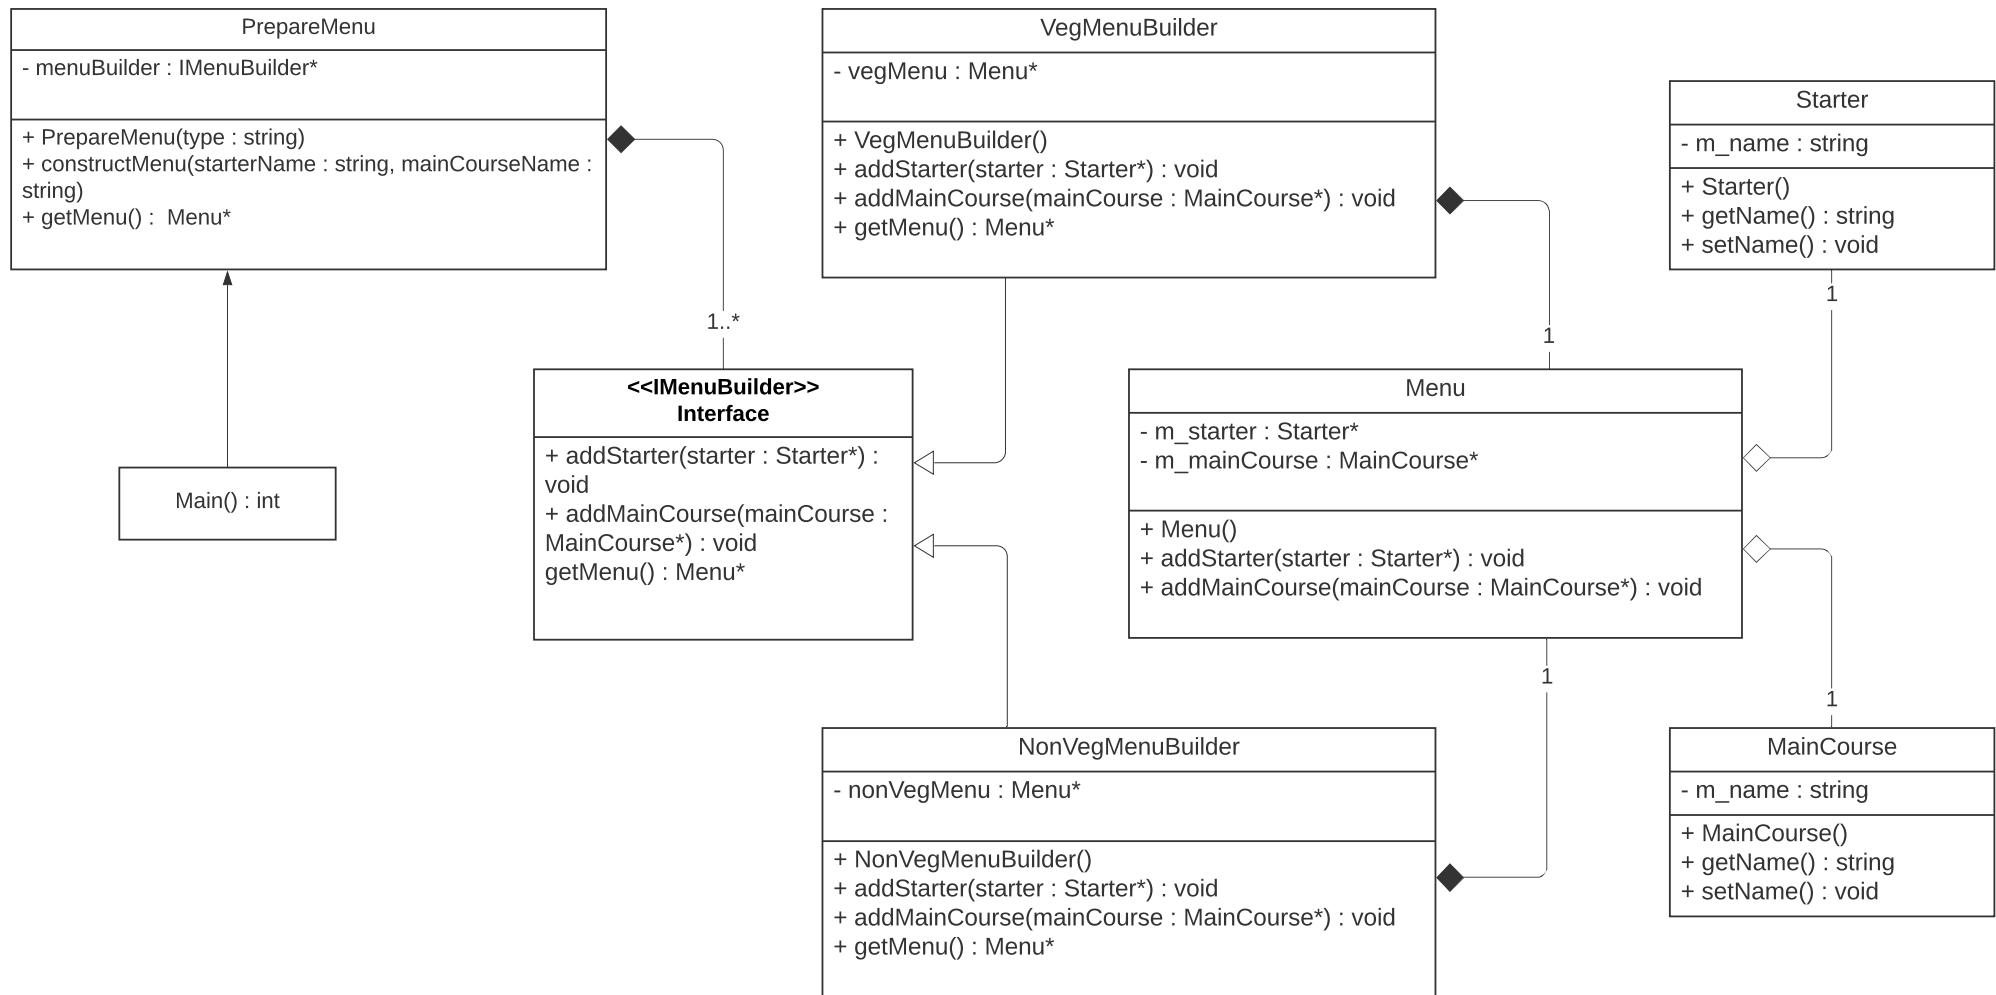 PrepareMenu
- menuBuilder : IMenuBuilder*
+ PrepareMenu(type : string)
+ constructMenu(starterName : string, mainCourseName :
string)
+ getMenu() :  Menu*
Main() : int
1..*
<<IMenuBuilder>>
Interface
+ addStarter(starter : Starter*) :
void
+ addMainCourse(mainCourse :
MainCourse*) : void
getMenu() : Menu*
VegMenuBuilder
- vegMenu : Menu*
+ VegMenuBuilder()
+ addStarter(starter : Starter*) : void
+ addMainCourse(mainCourse : MainCourse*) : void
+ getMenu() : Menu*
1
Menu
- m_starter : Starter*
- m_mainCourse : MainCourse*
+ Menu()
+ addStarter(starter : Starter*) : void
+ addMainCourse(mainCourse : MainCourse*) : void
1
NonVegMenuBuilder
- nonVegMenu : Menu*
+ NonVegMenuBuilder()
+ addStarter(starter : Starter*) : void
+ addMainCourse(mainCourse : MainCourse*) : void
+ getMenu() : Menu*
Starter
- m_name : string
+ Starter()
+ getName() : string
+ setName() : void
1
1
MainCourse
- m_name : string
+ MainCourse()
+ getName() : string
+ setName() : void